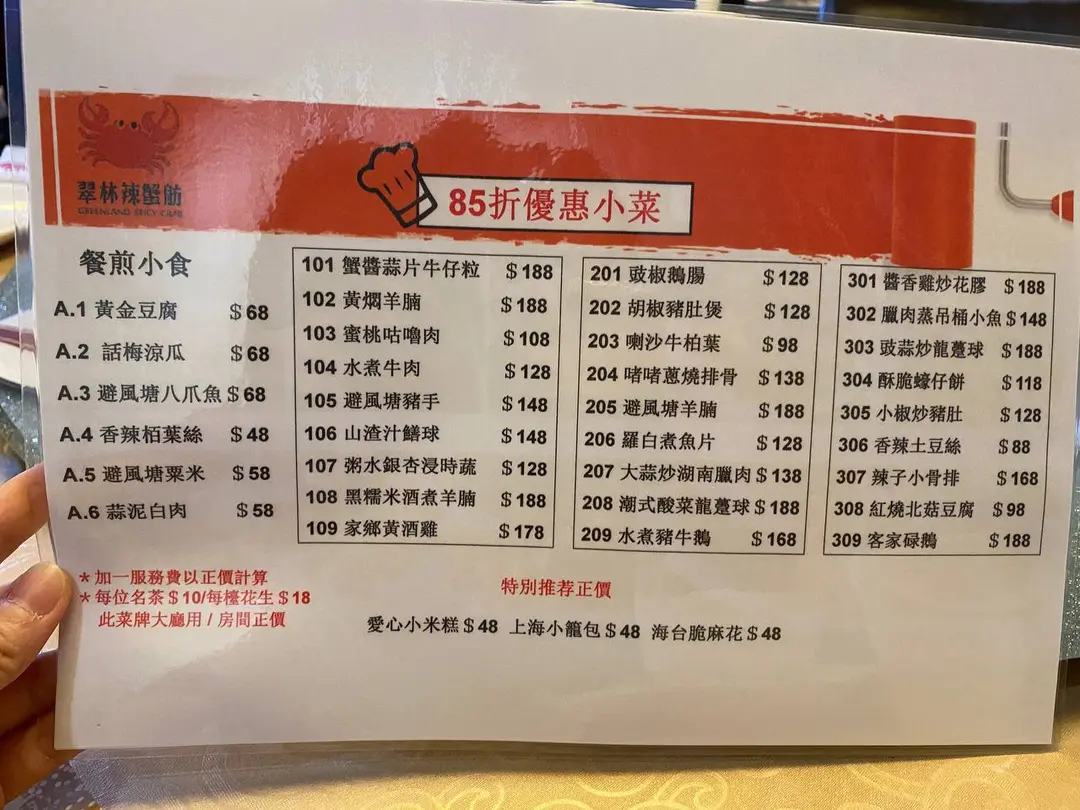 翠林辣蟹舫
GREENLAND SPICY CRAB
85折優惠小菜
餐煎小食
A.1 黃金豆腐 $68
A.2 話梅涼瓜 $68
A.3 避風塘八爪魚 $68
A.4 香辣栢葉絲 $48
A.5 避風塘粟米 $58
A.6 蒜泥白肉 $58
101 蟹醬蒜片牛仔粒 $188
102 黃燜羊腩 $188
103 蜜桃咕嚕肉 $108
104 水煮牛肉 $128
105 避風塘豬手 $148
106 山渣汁鱔球 $148
107 粥水銀杏浸時蔬 $128
108 黑糯米酒煮羊腩 $188
109 家鄉黃酒雞 $178
201 豉椒鵝腸 $128
202 胡椒豬肚煲 $128
203 喇沙牛柏葉 $98
204 啫啫蔥燒排骨 $138
205 避風塘羊腩 $188
206 羅白煮魚片 $128
207 大蒜炒湖南臘肉 $138
208 潮式酸菜龍躉球 $188
209 水煮豬牛鵝 $168
301 醬香雞炒花膠 $188
302 臘肉蒸吊桶小魚 $148
303 豉蒜炒龍躉球 $188
304 酥脆蠔仔餅 $118
305 小椒炒豬肚 $128
306 香辣土豆絲 $88
307 辣子小骨排 $168
308 紅燒北菇豆腐 $98
309 客家碌鵝 $188
*加一服務費以正價計算
*每位名茶$10/每檯花生$18
此菜牌大廳用/房間正價
特別推荐正價
愛心小米糕$48 上海小籠包$48 海台脆麻花$48